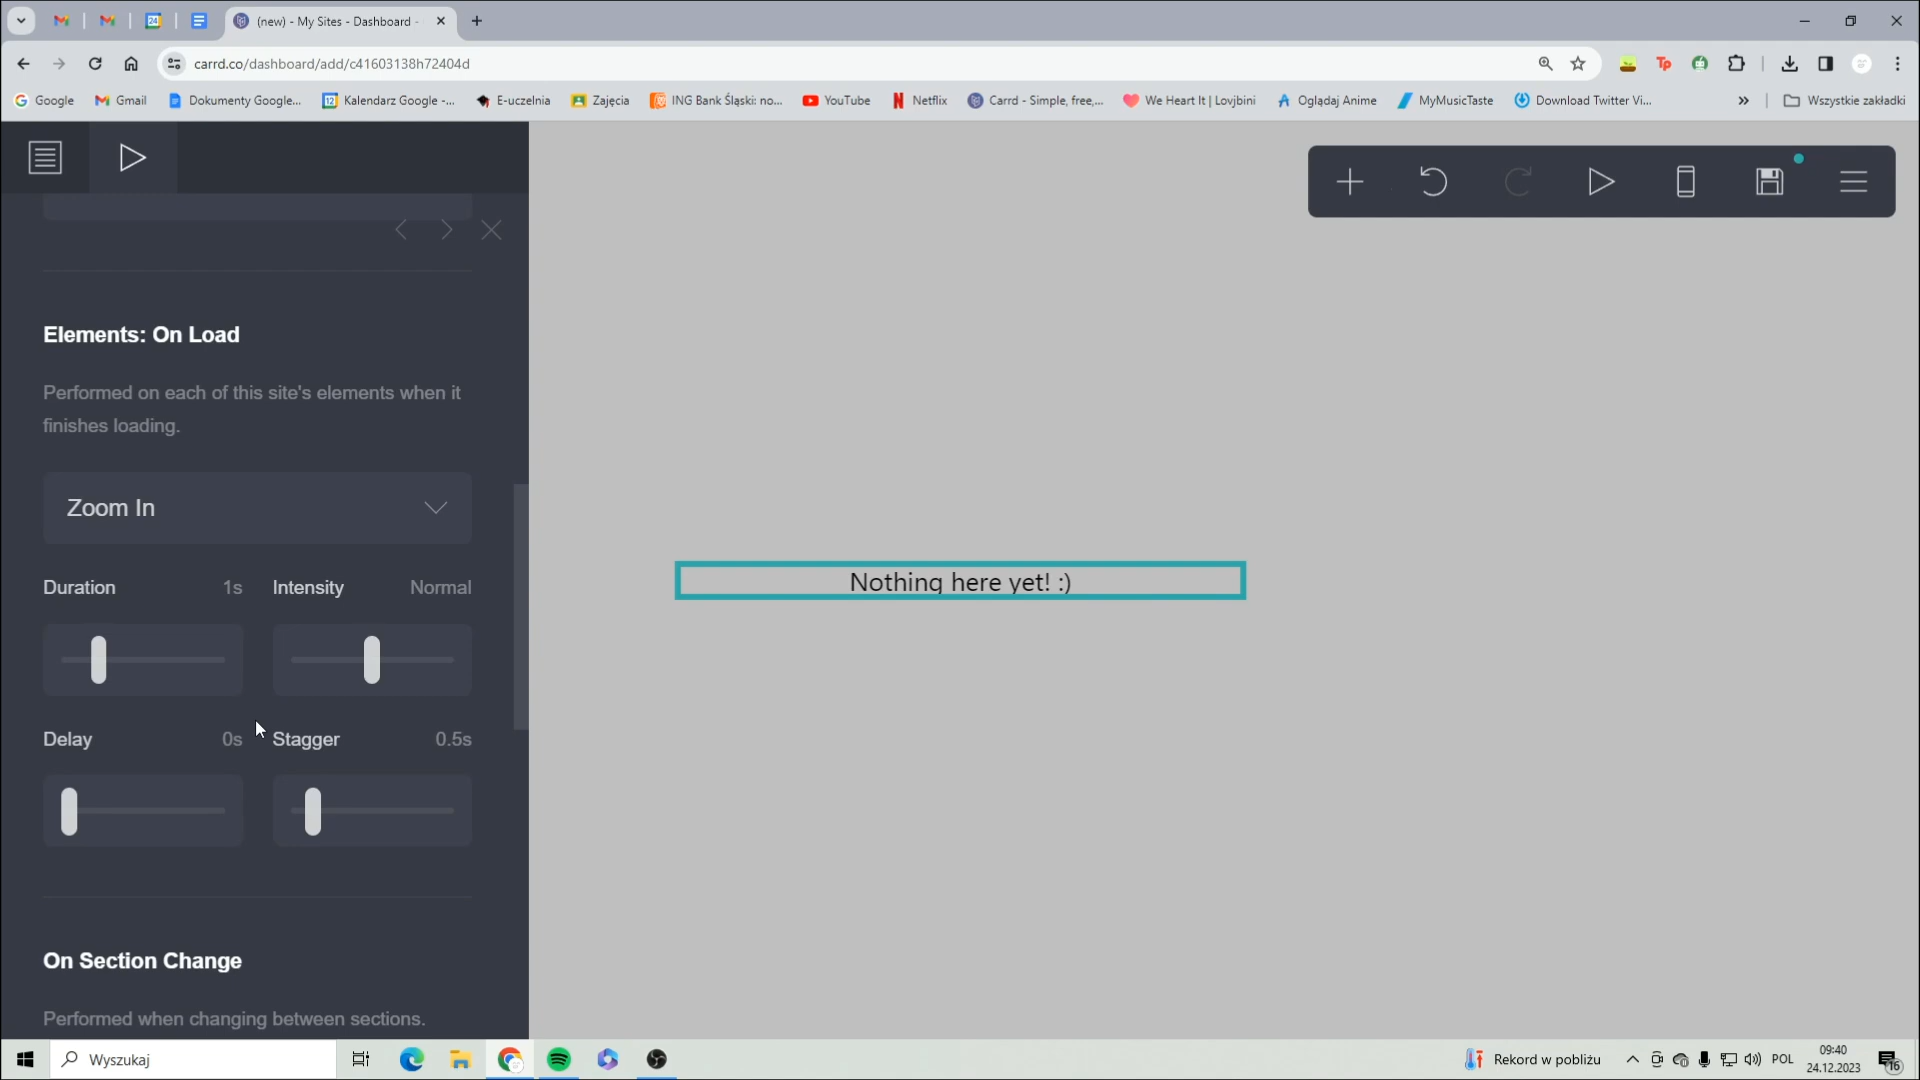 24
(new) - My Sites - Dashboard -
carrd.co/dashboard/add/c41603138h72404d
Tp
Google
Gmail
Dokumenty Google...
12
Kalendarz Google -...
E-uczelnia
Zajęcia
ING Bank Śląski: no...
YouTube
Netflix
Carrd - Simple, free,...
We Heart It | Lovjbini
Oglądaj Anime
MyMusicTaste
Download Twitter Vi...
»
Wszystkie zakładki
Elements: On Load
Performed on each of this site's elements when it
finishes loading.
Zoom In
Duration 1s Intensity Normal
Delay 0s Stagger 0.5s
On Section Change
Performed when changing between sections.
Nothing here yet! :)
Wyszukaj
Rekord w pobliżu
POL
09:40
24.12.2023
16